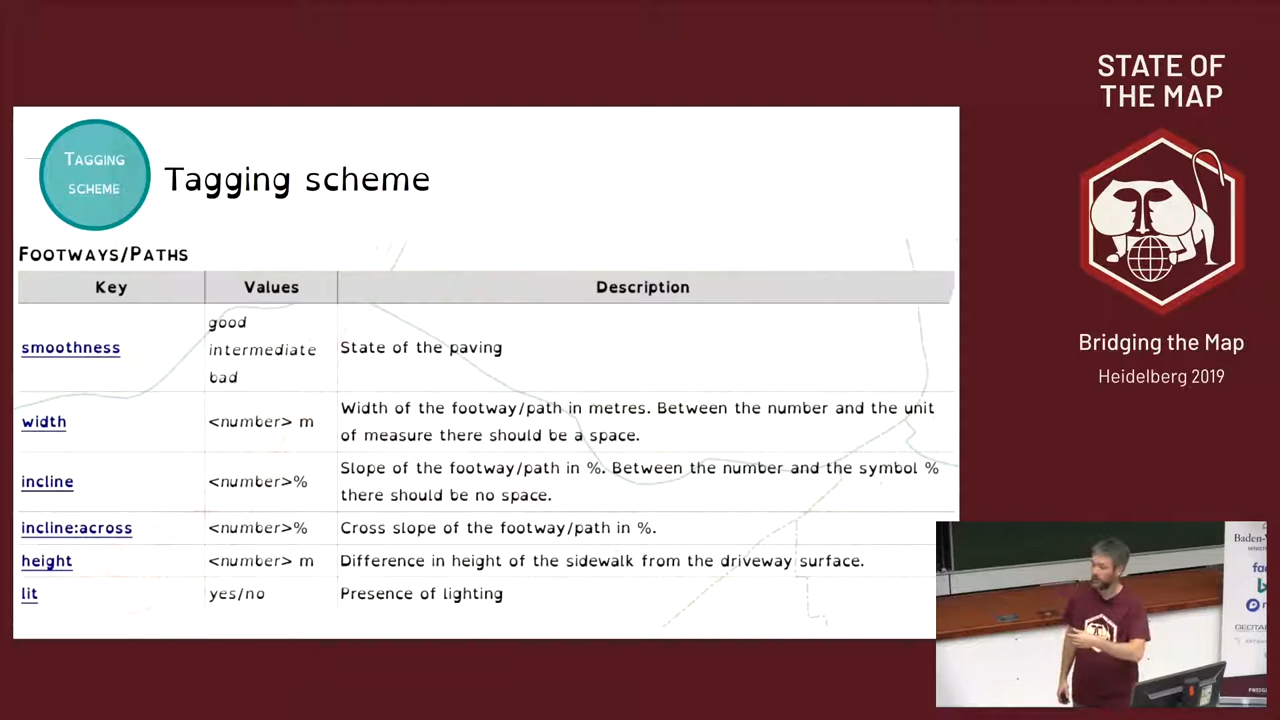 STATE OF
THE MAP
Bridging the Map
Heidelberg 2019
TAGGING
SCHEME
Tagging scheme
FOOTWAYS/PATHS
Key Values Description
smoothness
good
intermediate
bad
State of the paving
width
<number> m
Width of the footway/path in metres. Between the number and the unit
of measure there should be a space.
incline
<number>%
Slope of the footway/path in %. Between the number and the symbol %
there should be no space.
incline:across <number>% Cross slope of the footway/path in %.
height <number> m Difference in height of the sidewalk from the driveway surface.
lit yes/no Presence of lighting